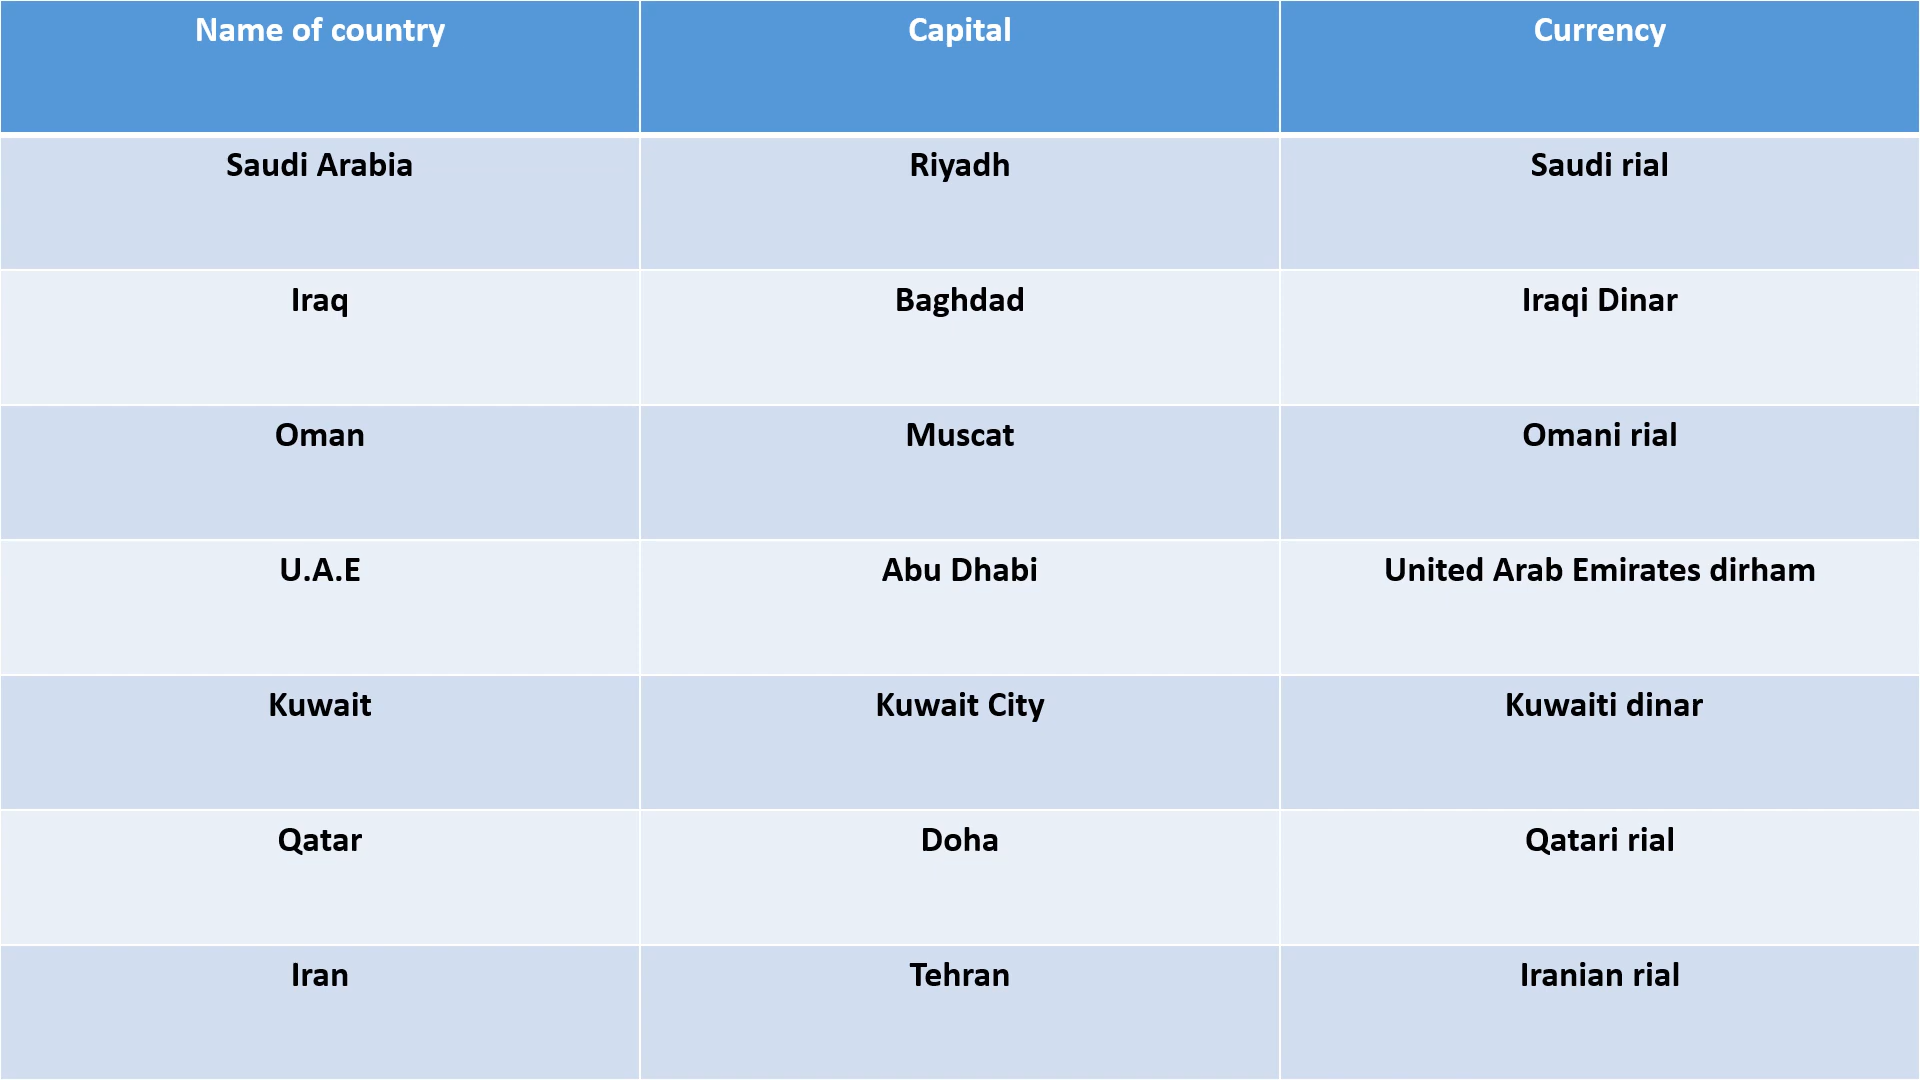 Name of country Capital Currency
Saudi Arabia Riyadh Saudi rial
Iraq Baghdad Iraqi Dinar
Oman Muscat Omani rial
U.A.E Abu Dhabi United Arab Emirates dirham
Kuwait Kuwait City Kuwaiti dinar
Qatar Doha Qatari rial
Iran Tehran Iranian rial